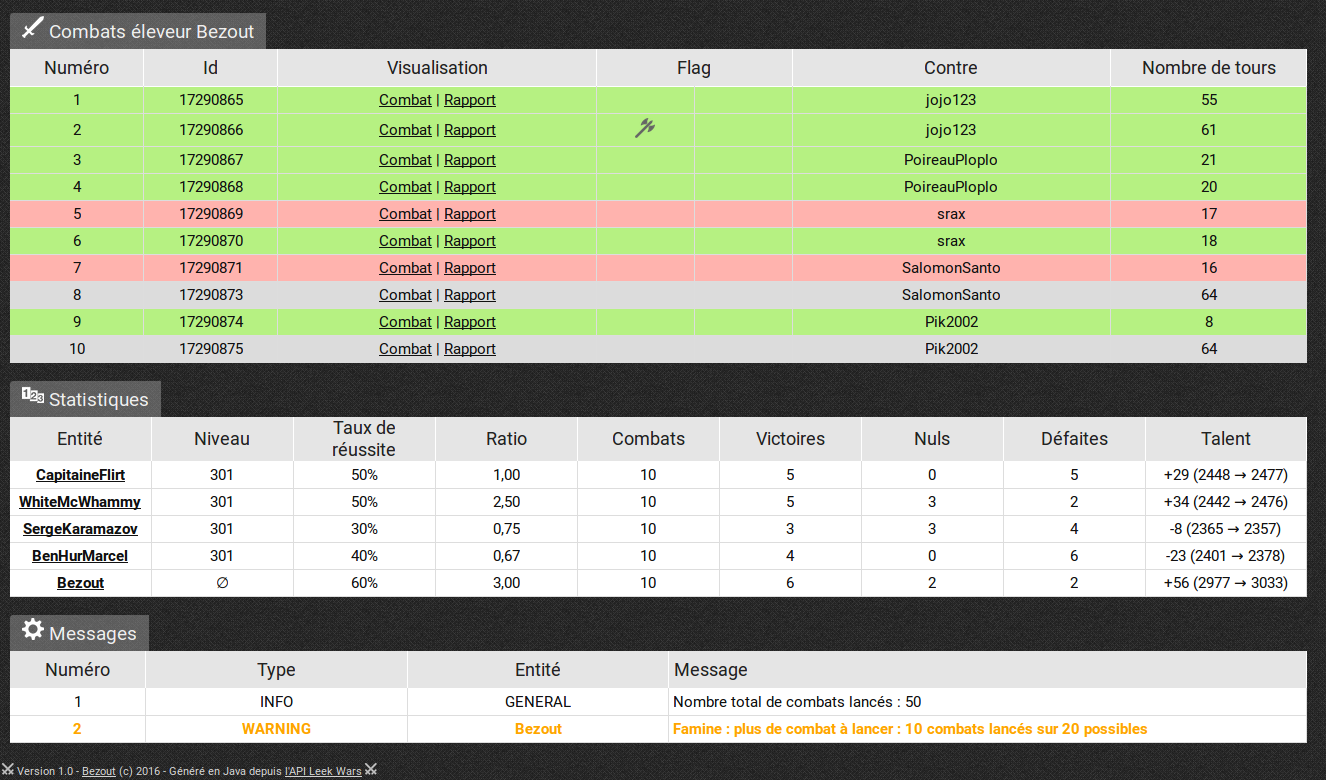 Combats éleveur Bezout
Numéro Id Visualisation Flag Contre Nombre de tours
1 17290865 Combat | Rapport jojo123 55
2 17290866 Combat | Rapport jojo123 61
3 17290867 Combat | Rapport PoireauPloplo 21
4 17290868 Combat | Rapport PoireauPloplo 20
5 17290869 Combat | Rapport srax 17
6 17290870 Combat | Rapport srax 18
7 17290871 Combat | Rapport SalomonSanto 16
8 17290873 Combat | Rapport SalomonSanto 64
9 17290874 Combat | Rapport Pik2002 8
10 17290875 Combat | Rapport Pik2002 64
Statistiques
Entité Niveau Taux de réussite Ratio Combats Victoires Nuls Défaites Talent
CapitaineFlirt 301 50% 1,00 10 5 0 5 +29 (2448 → 2477)
WhiteMcWhammy 301 50% 2,50 10 5 3 2 +34 (2442 → 2476)
SergeKaramazov 301 30% 0,75 10 3 3 4 -8 (2365 → 2357)
BenHurMarcel 301 40% 0,67 10 4 0 6 -23 (2401 → 2378)
Bezout ∅ 60% 3,00 10 6 2 2 +56 (2977 → 3033)
Messages
Numéro Type Entité Message
1 INFO GENERAL Nombre total de combats lancés : 50
2 WARNING Bezout Famine : plus de combat à lancer : 10 combats lancés sur 20 possibles
Version 1.0 - Bezout (c) 2016 - Généré en Java depuis l'API Leek Wars